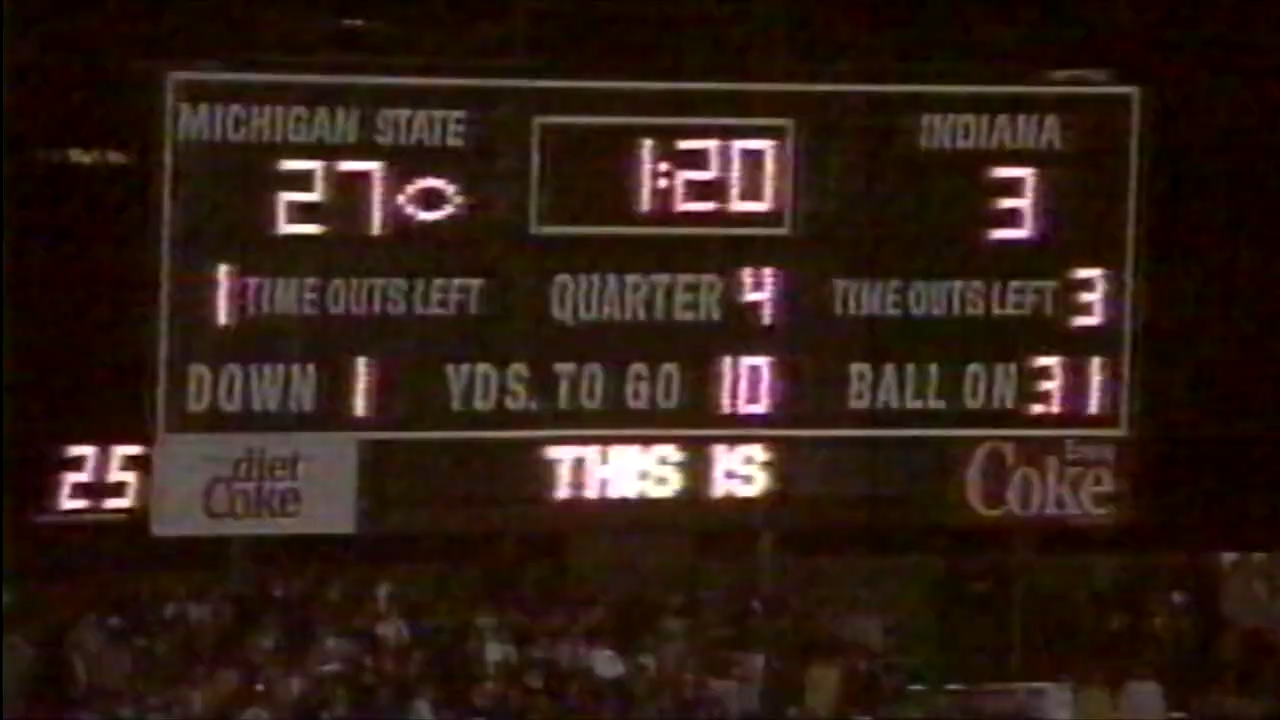 MICHIGAN STATE INDIANA
27 1:20 3
1 TIME OUTS LEFT QUARTER 4 TIME OUTS LEFT 3
DOWN 1 YDS. TO GO 10 BALL ON 31
25 diet Coke THIS IS Enjoy Coke